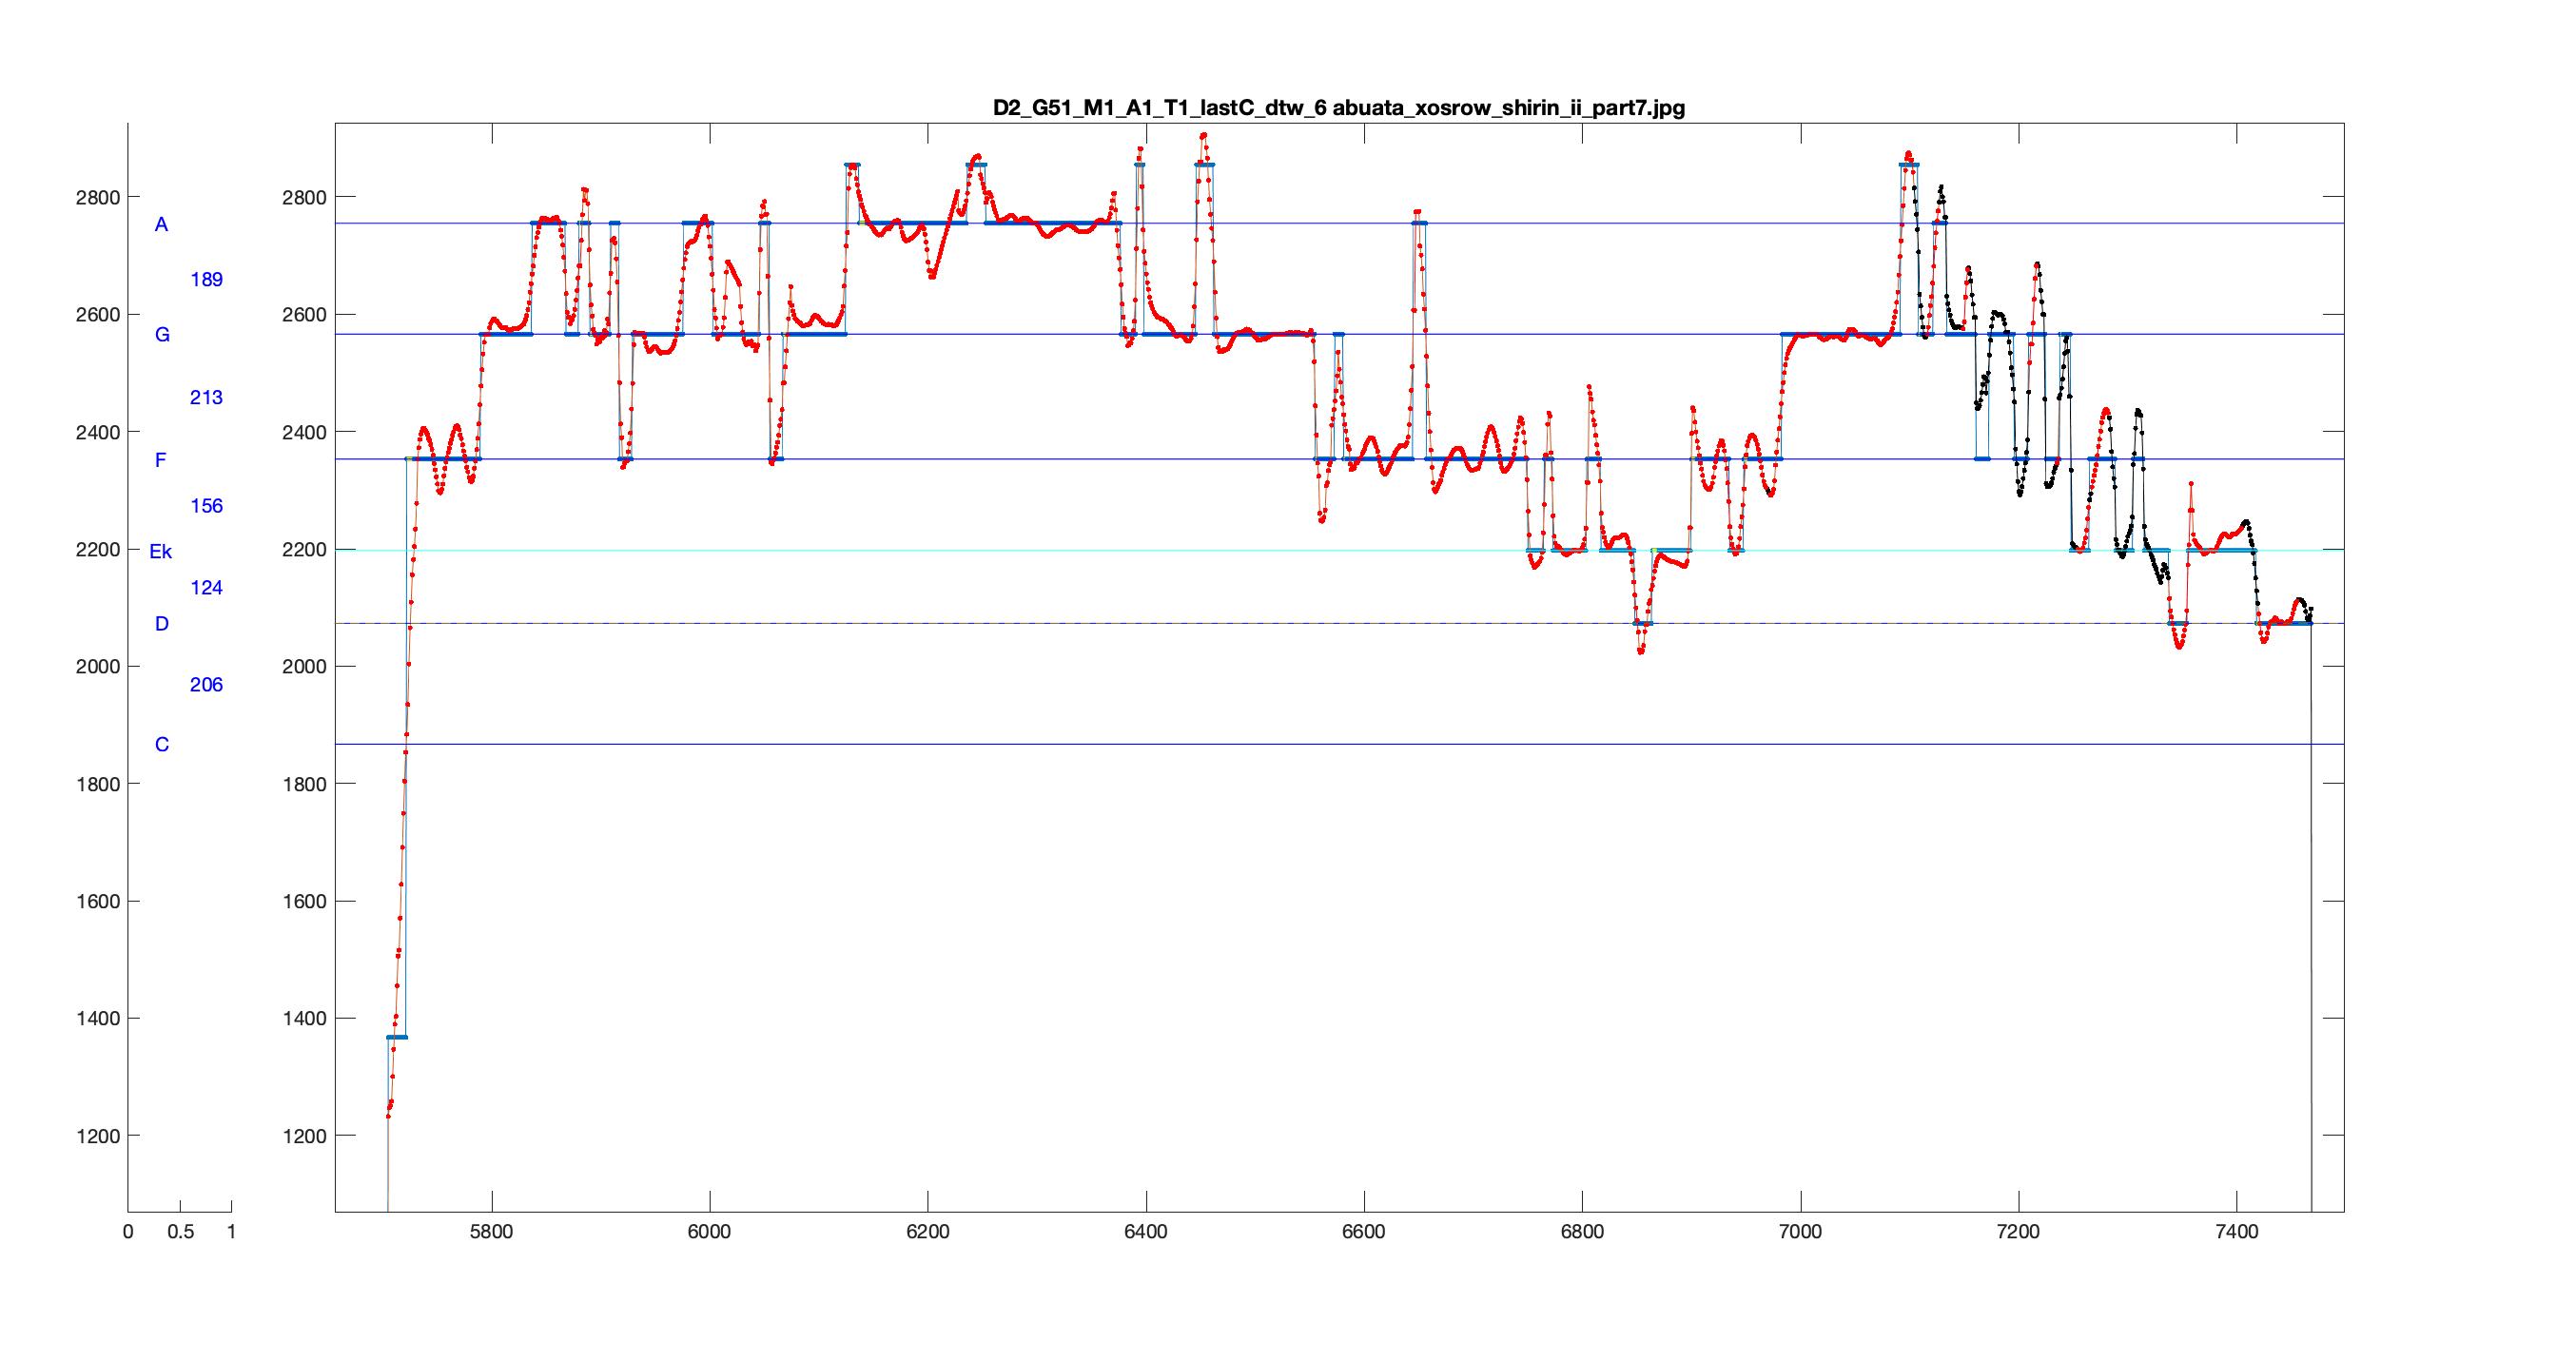 D2_G51_M1_A1_T1_lastC_dtw_6 abuata_xosrow_shirin_ii_part7.jpg
2800 2800
A
189
2600 2600
G
213
2400 2400
F
156
2200 Ek 2200
124
D
2000 2000
206
C
1800 1800
1600 1600
1400 1400
1200 1200
0 0.5 1 5800 6000 6200 6400 6600 6800 7000 7200 7400